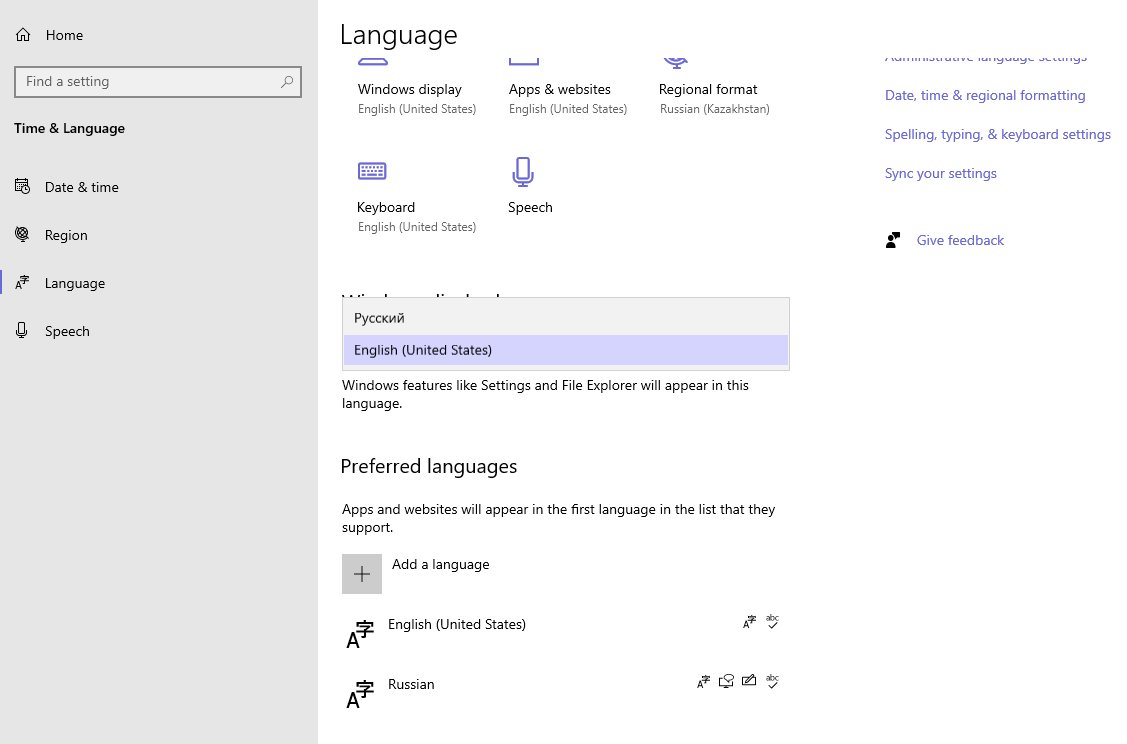 Home
Find a setting
Time & Language
Date & time
Region
Language
Speech
Language
Windows display
English (United States)
Apps & websites
English (United States)
Regional format
Russian (Kazakhstan)
Keyboard
English (United States)
Speech
Русский
English (United States)
Windows features like Settings and File Explorer will appear in this
language.
Preferred languages
Apps and websites will appear in the first language in the list that they
support.
Add a language
English (United States)
Russian
Administrative language settings
Date, time & regional formatting
Spelling, typing, & keyboard settings
Sync your settings
Give feedback